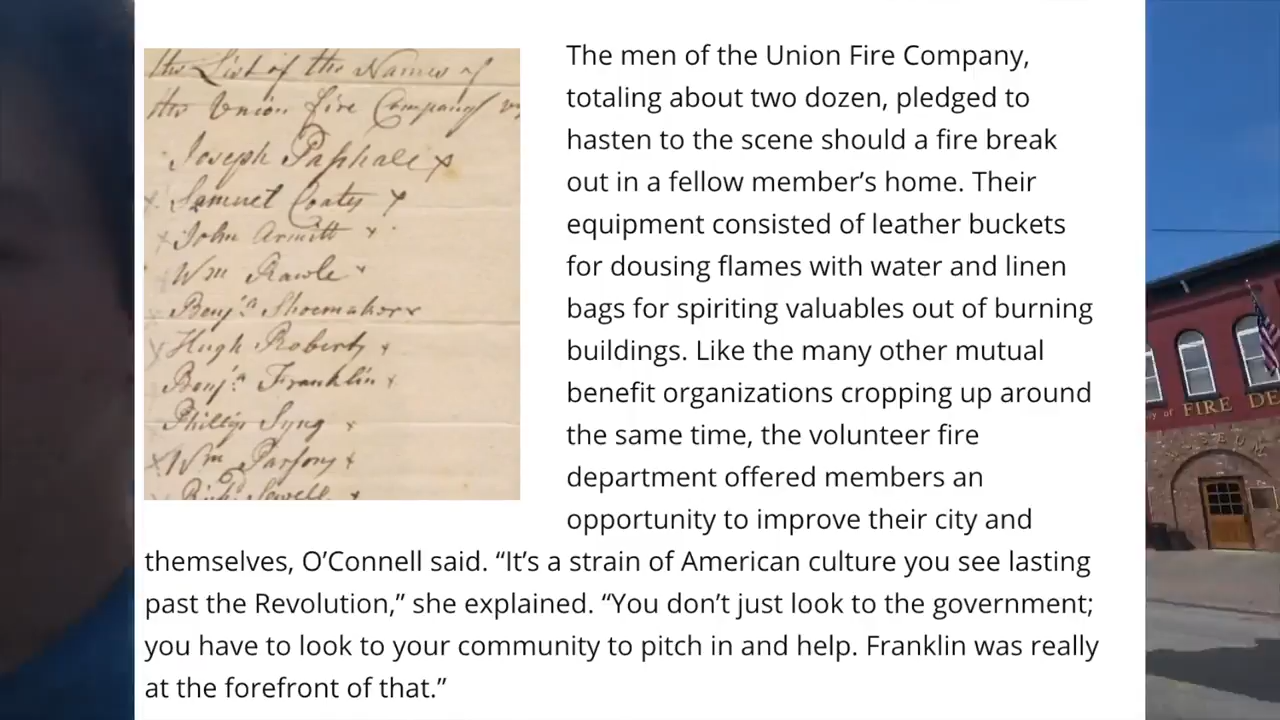 the List of the Names of
the Union Fire Company
Joseph Paschall x
Samuel Coates x
John Armitt x
Wm Rawle x
Benj.ª Shoemaker x
Hugh Roberts x
Benj.ª Franklin x
Phillip Syng x
Wm Parsons x
Rich.d Sewell x
The men of the Union Fire Company,
totaling about two dozen, pledged to
hasten to the scene should a fire break
out in a fellow member’s home. Their
equipment consisted of leather buckets
for dousing flames with water and linen
bags for spiriting valuables out of burning
buildings. Like the many other mutual
benefit organizations cropping up around
the same time, the volunteer fire
department offered members an
opportunity to improve their city and
themselves, O’Connell said. “It’s a strain of American culture you see lasting
past the Revolution,” she explained. “You don’t just look to the government;
you have to look to your community to pitch in and help. Franklin was really
at the forefront of that.”
of FIRE DE
MUSEUM